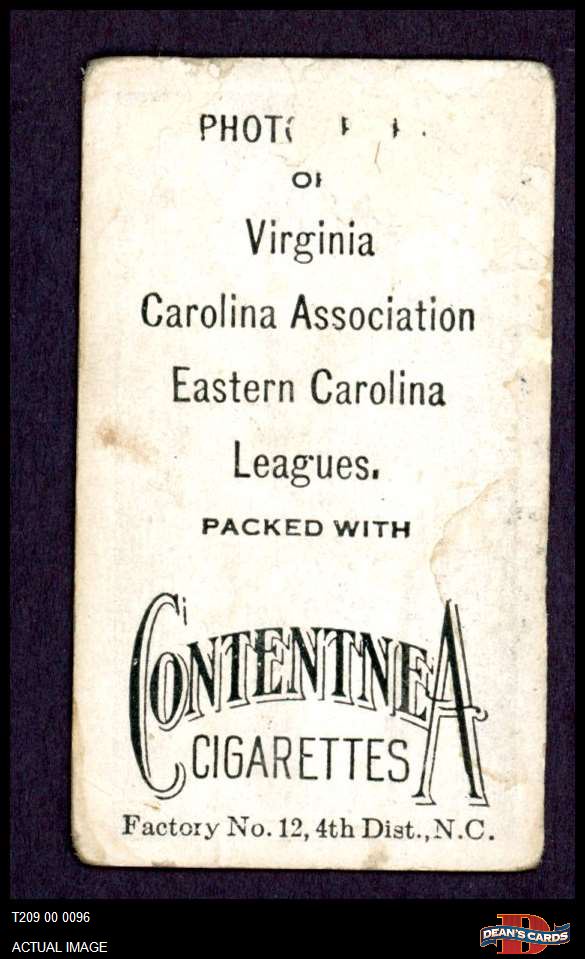 OF
Virginia
Carolina Association
Eastern Carolina
Leagues.
PACKED WITH
CONTENTNEA
CIGARETTES
Factory No. 12, 4th Dist., N.C.
T209 00 0096
ACTUAL IMAGE
D
DEAN'S CARDS